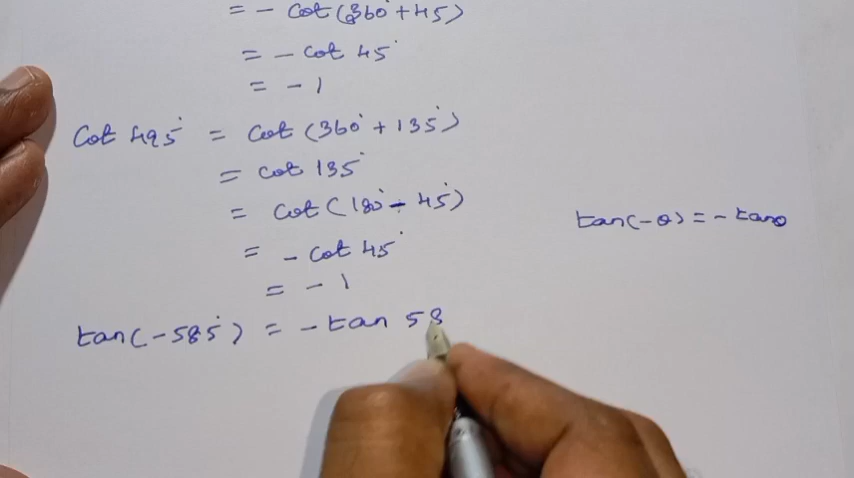 = - cot (360° + 45)
= - cot 45°
= - 1
cot 495° = cot (360° + 135°)
= cot 135°
= cot (180° - 45°)
tan(-θ) = - tanθ
= - cot 45°
= - 1
tan(-585°) = - tan 58